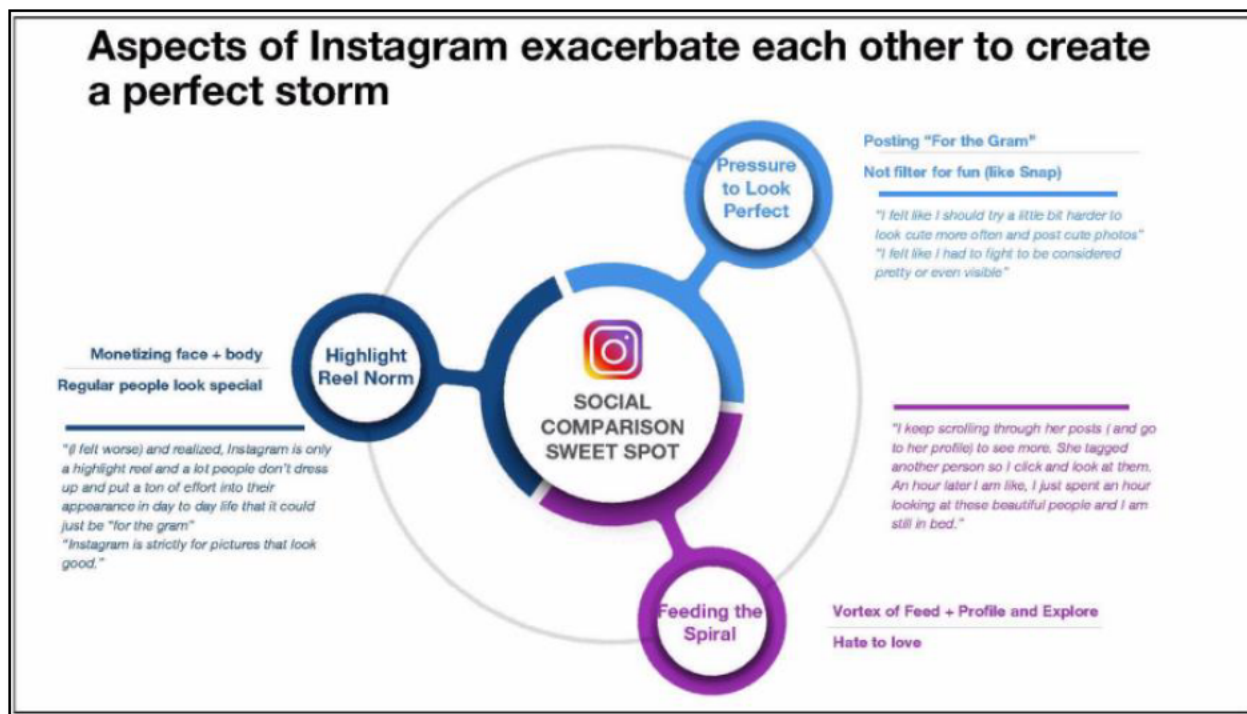 Aspects of Instagram exacerbate each other to create
a perfect storm
Pressure
to Look
Perfect
Posting “For the Gram”
Not filter for fun (like Snap)
"I felt like I should try a little bit harder to
look cute more often and post cute photos"
"I felt like I had to fight to be considered
pretty or even visible"
Highlight
Reel Norm
Monetizing face + body
Regular people look special
"(I felt worse) and realized, Instagram is only
a highlight reel and a lot people don't dress
up and put a ton of effort into their
appearance in day to day life that it could
just be "for the gram"
"Instagram is strictly for pictures that look
good."
SOCIAL
COMPARISON
SWEET SPOT
"I keep scrolling through her posts ( and go
to her profile) to see more. She tagged
another person so I click and look at them.
An hour later I am like, I just spent an hour
looking at these beautiful people and I am
still in bed."
Feeding the
Spiral
Vortex of Feed + Profile and Explore
Hate to love